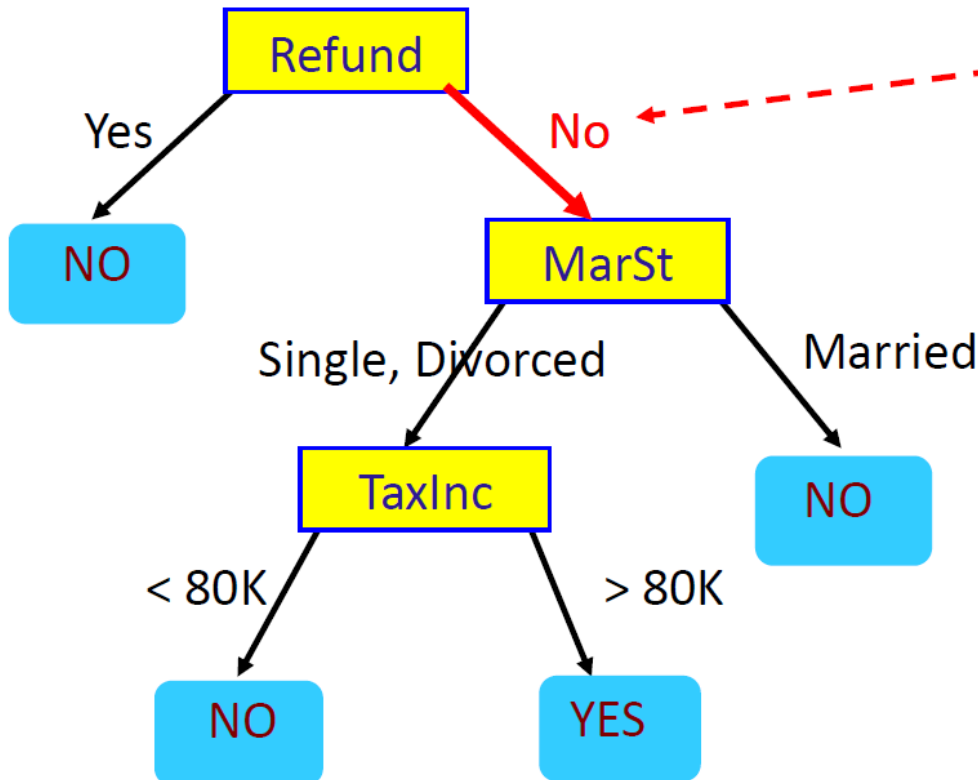 Refund
Yes
No
NO
MarSt
Single, Divorced
Married
TaxInc
NO
< 80K
> 80K
NO
YES